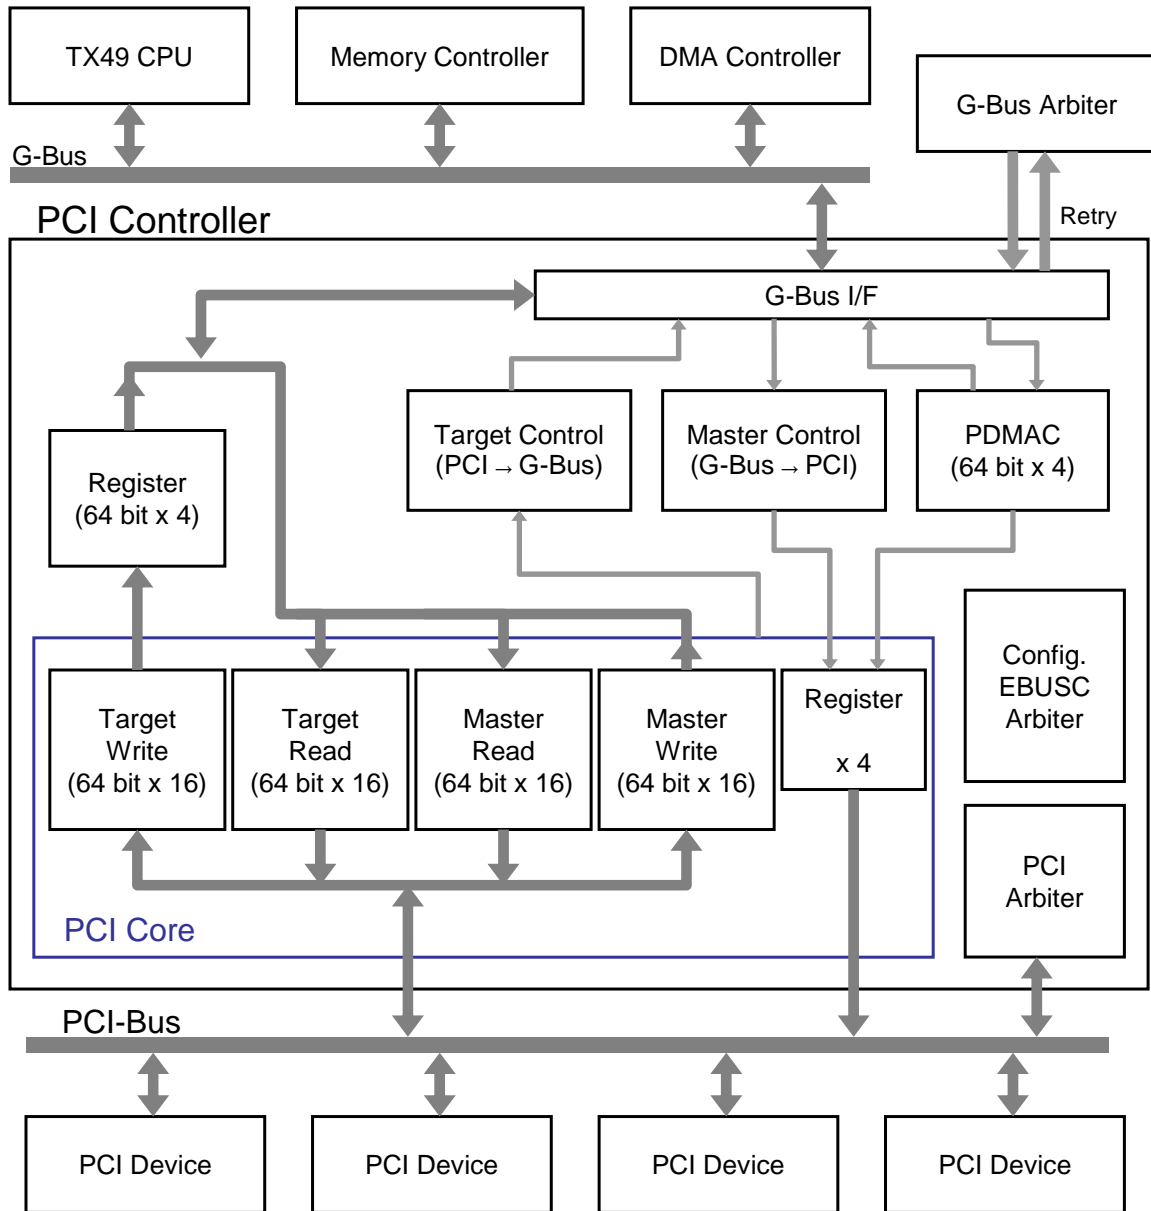 TX49 CPU
Memory Controller
DMA Controller
G-Bus Arbiter
G-Bus
Retry
PCI Controller
G-Bus I/F
Target Control
(PCI → G-Bus)
Master Control
(G-Bus → PCI)
PDMAC
(64 bit x 4)
Register
(64 bit x 4)
Target
Write
(64 bit x 16)
Target
Read
(64 bit x 16)
Master
Read
(64 bit x 16)
Master
Write
(64 bit x 16)
Register
x 4
Config.
EBUSC
Arbiter
PCI
Arbiter
PCI Core
PCI-Bus
PCI Device
PCI Device
PCI Device
PCI Device